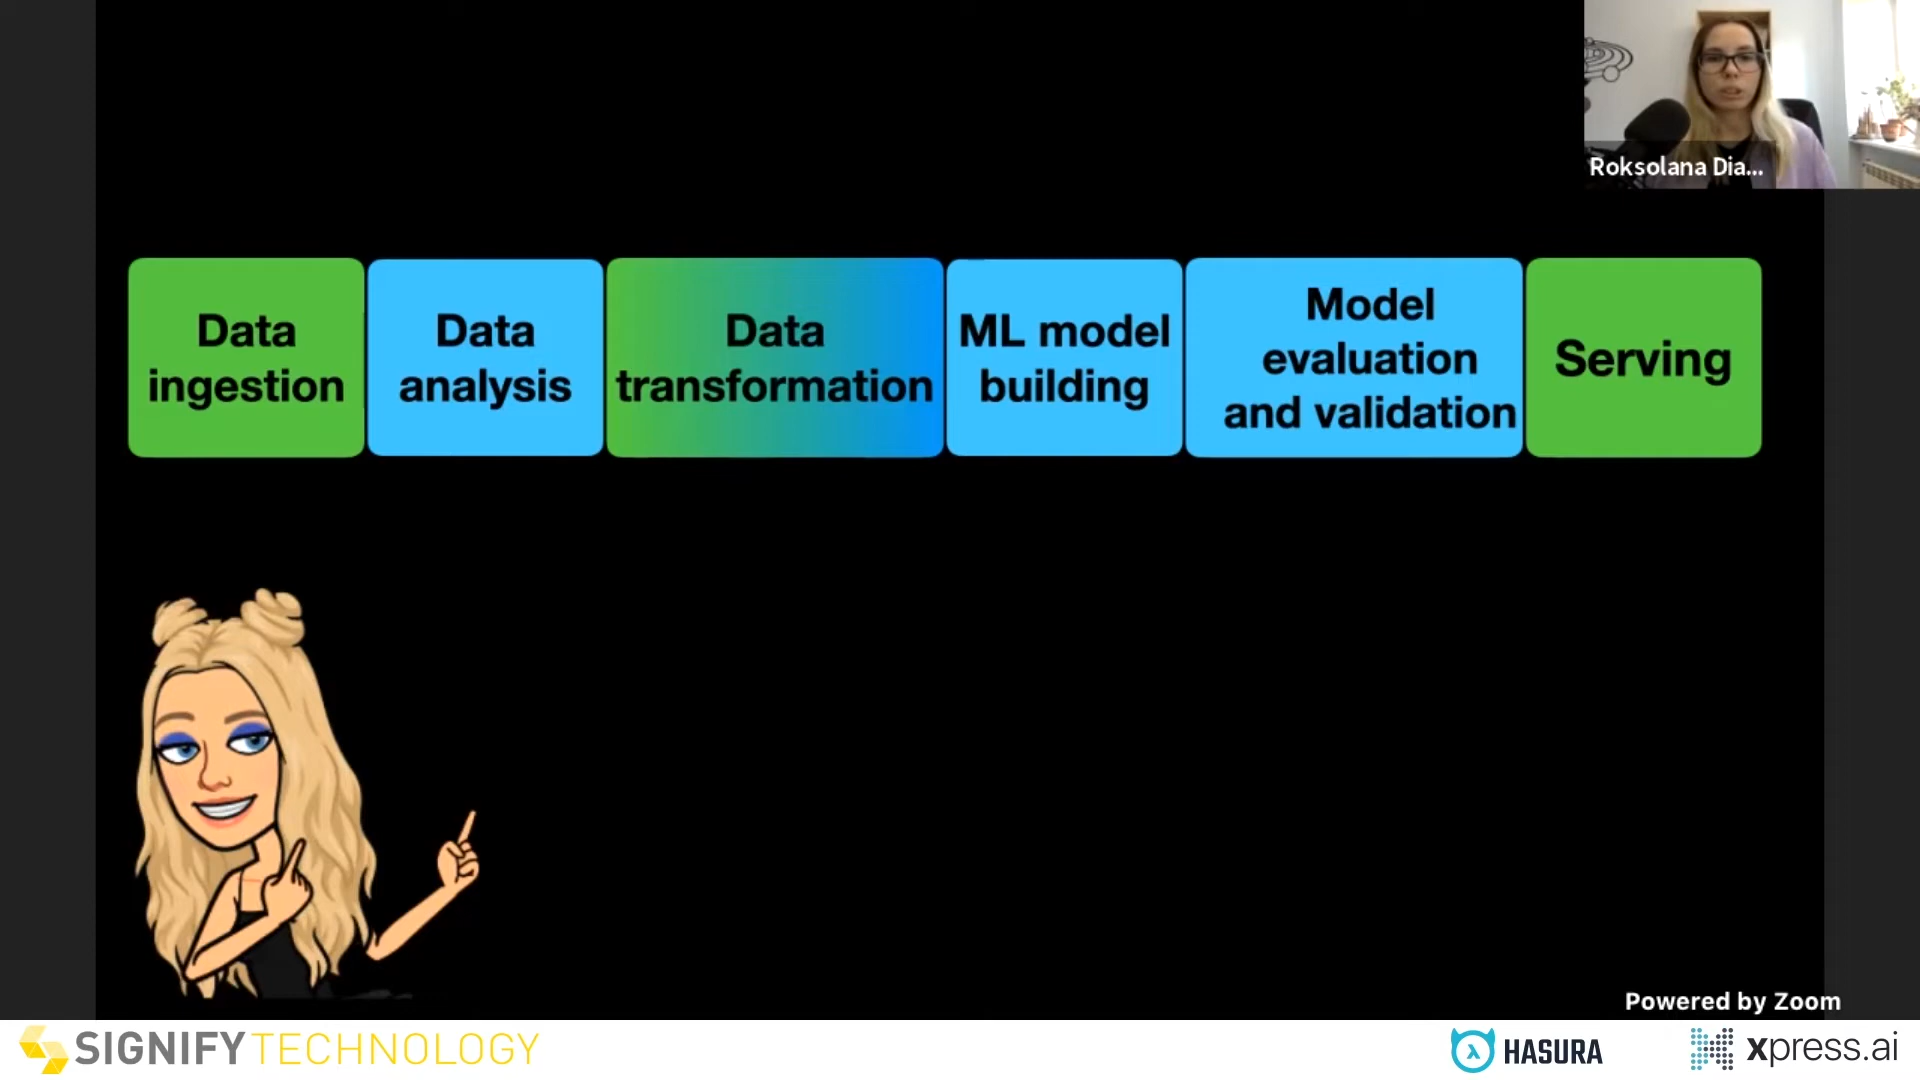 Roksolana Dia...
Data
ingestion
Data
analysis
Data
transformation
ML model
building
Model
evaluation
and validation
Serving
Powered by Zoom
SIGNIFY TECHNOLOGY
HASURA
xpress.ai